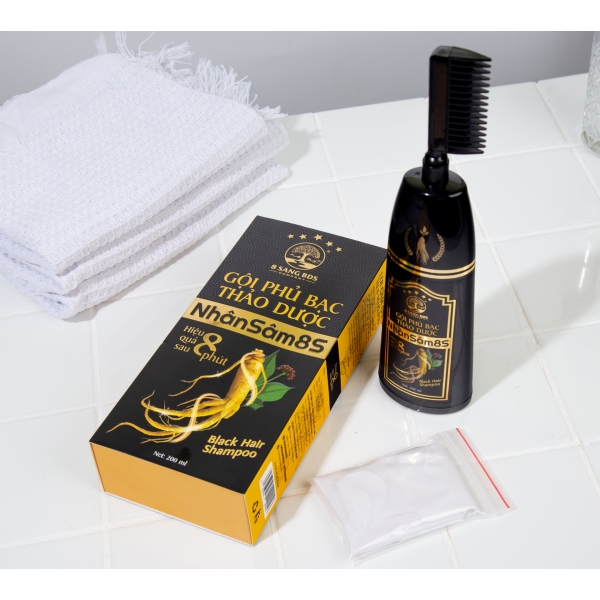 8 SANG BDS
GỘI PHỦ BẠC
THẢO DƯỢC
NhânSâm8S
Hiệu
quả 8
sau phút
Black Hair
Shampoo
Net: 200 ml
GỘI PHỦ BẠC
THẢO DƯỢC
NhânSâm8S
Black Hair
Shampoo